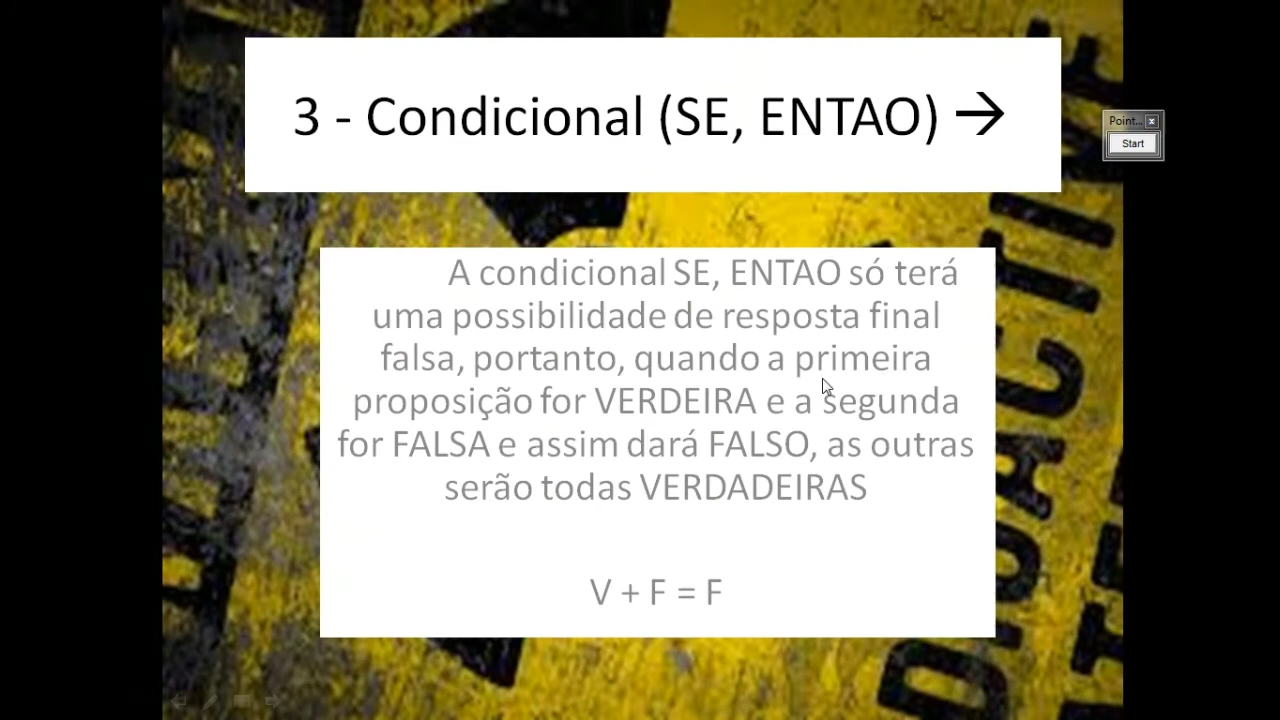 3 - Condicional (SE, ENTAO) →
Point...
x
Start
A condicional SE, ENTAO só terá
uma possibilidade de resposta final
falsa, portanto, quando a primeira
proposição for VERDEIRA e a segunda
for FALSA e assim dará FALSO, as outras
serão todas VERDADEIRAS
V + F = F